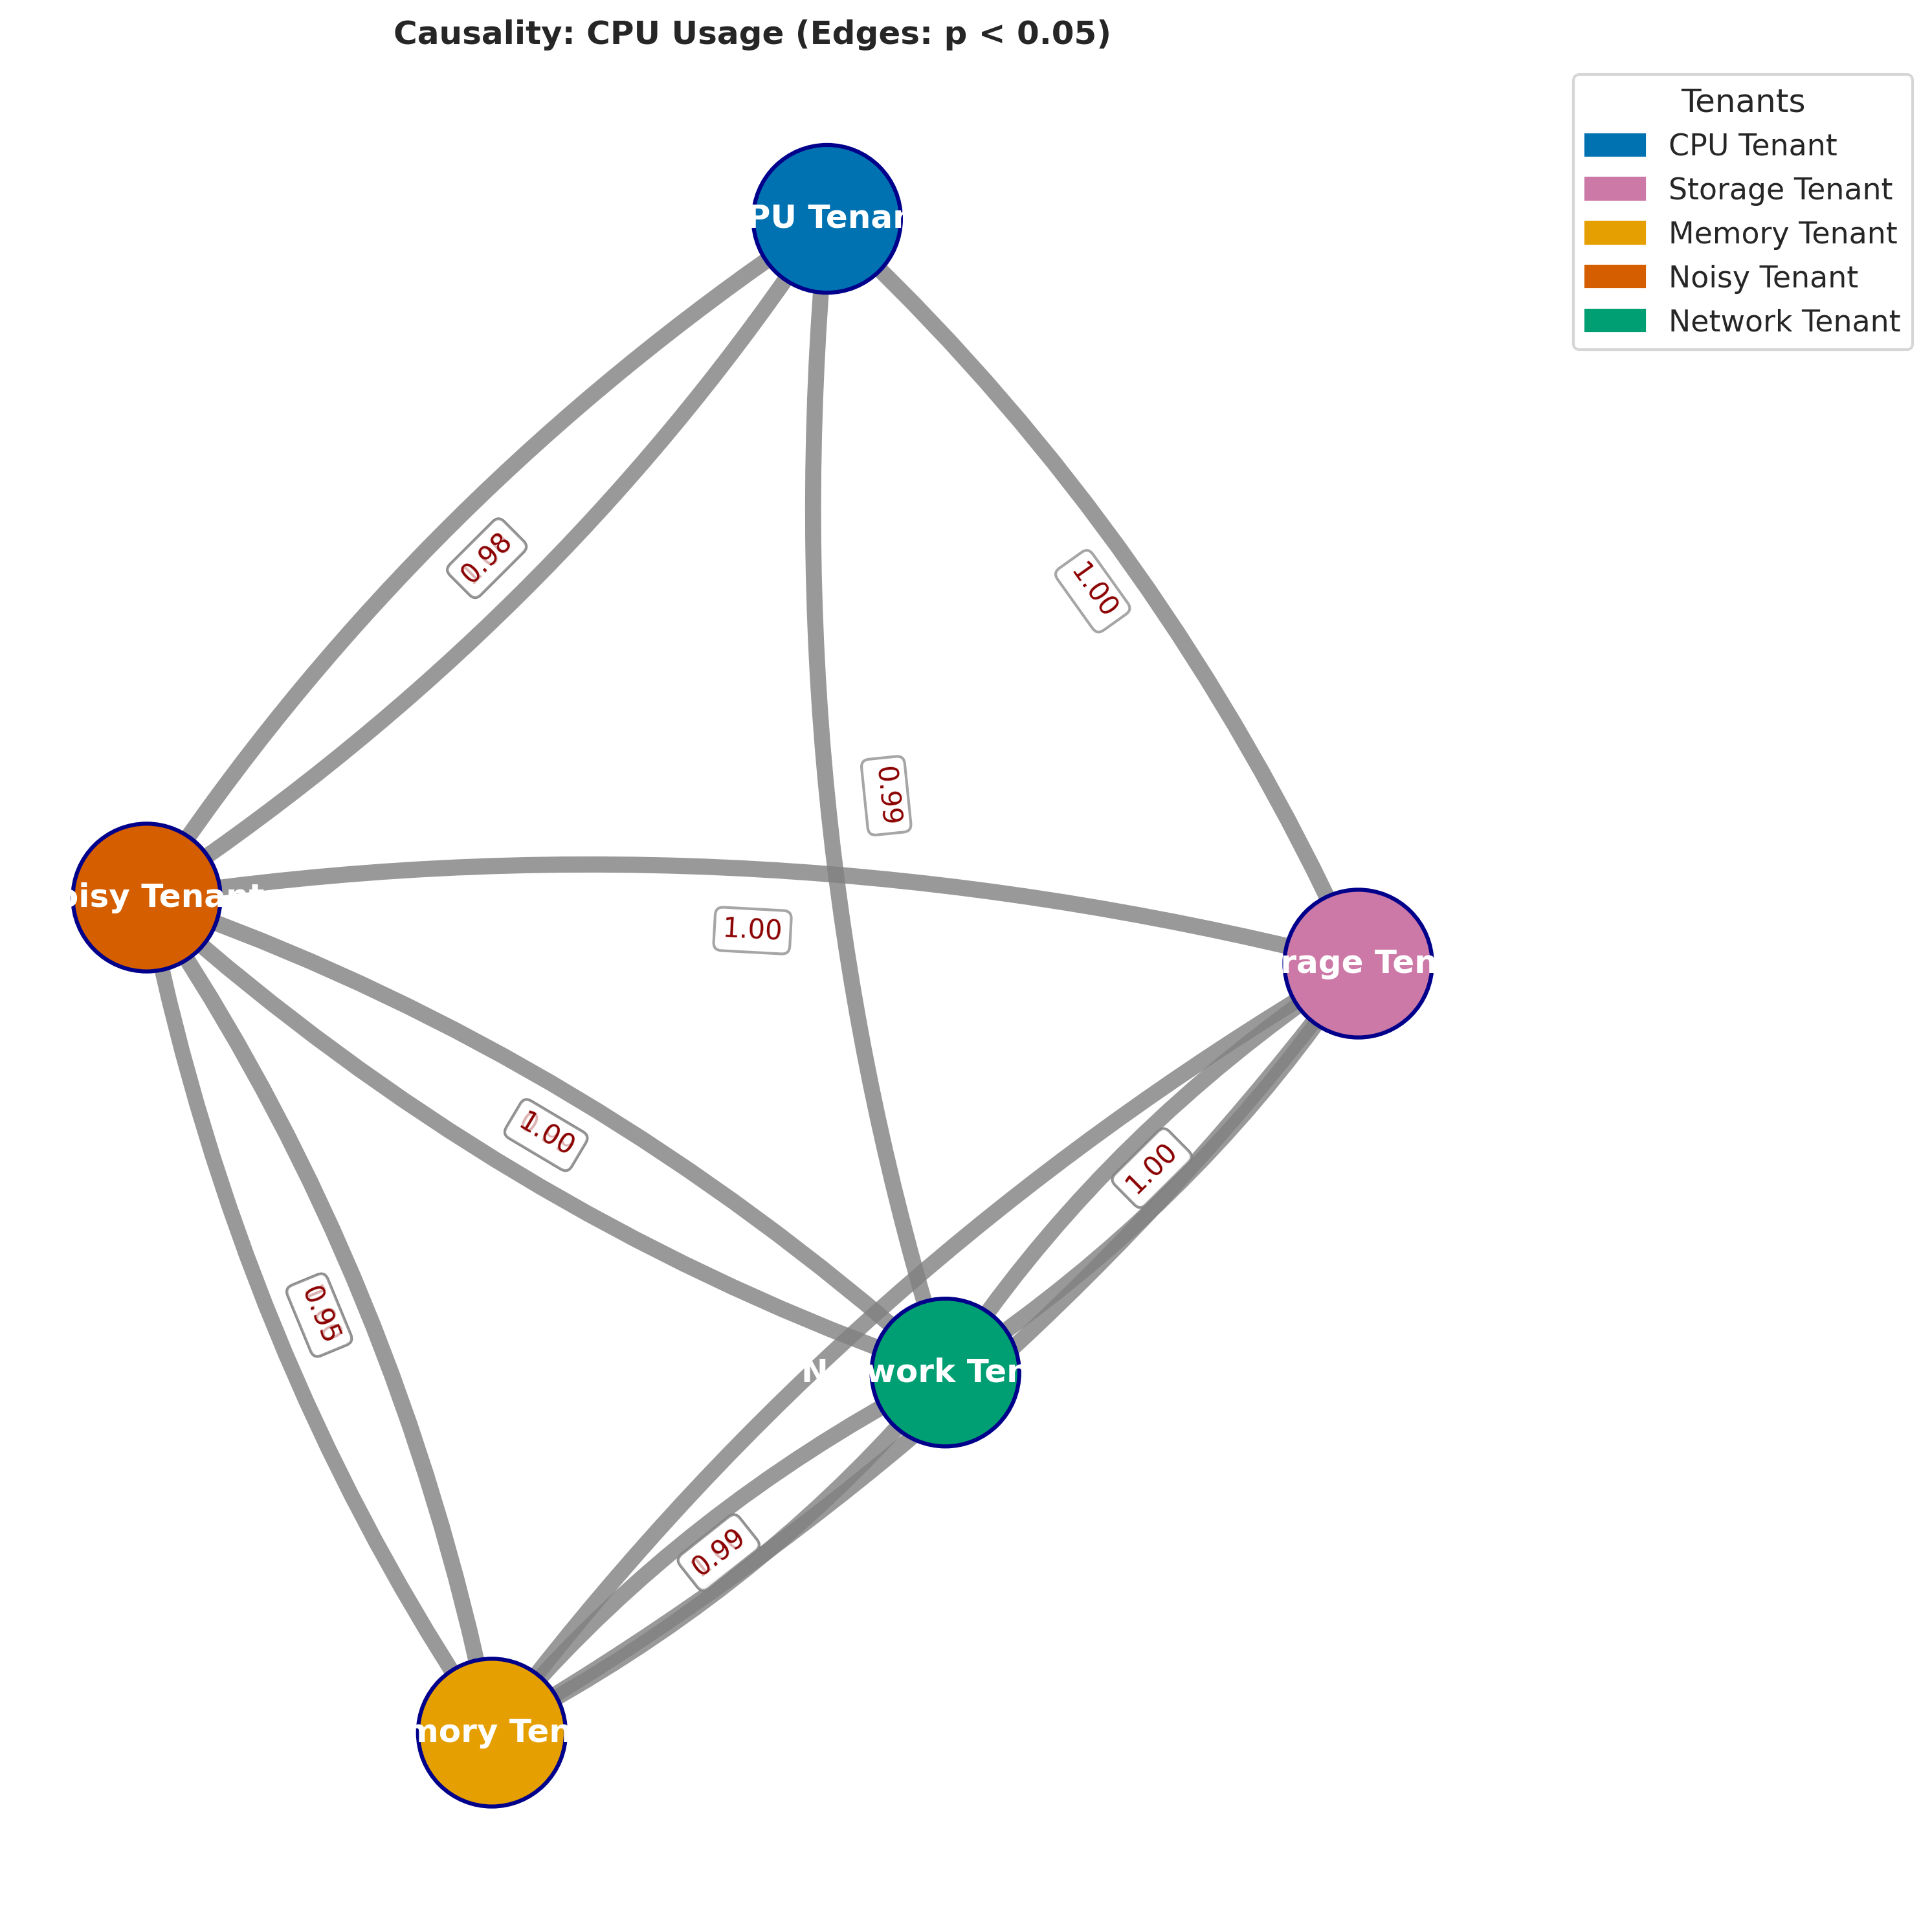 Causality: CPU Usage (Edges: p < 0.05)
Tenants
CPU Tenant
Storage Tenant
Memory Tenant
Noisy Tenant
Network Tenant
PU Tenan
0.98
1.00
0.99
oisy Tenant
1.00
rage Ten
1.00
1.00
0.95
Network Ten
0.99
mory Ten